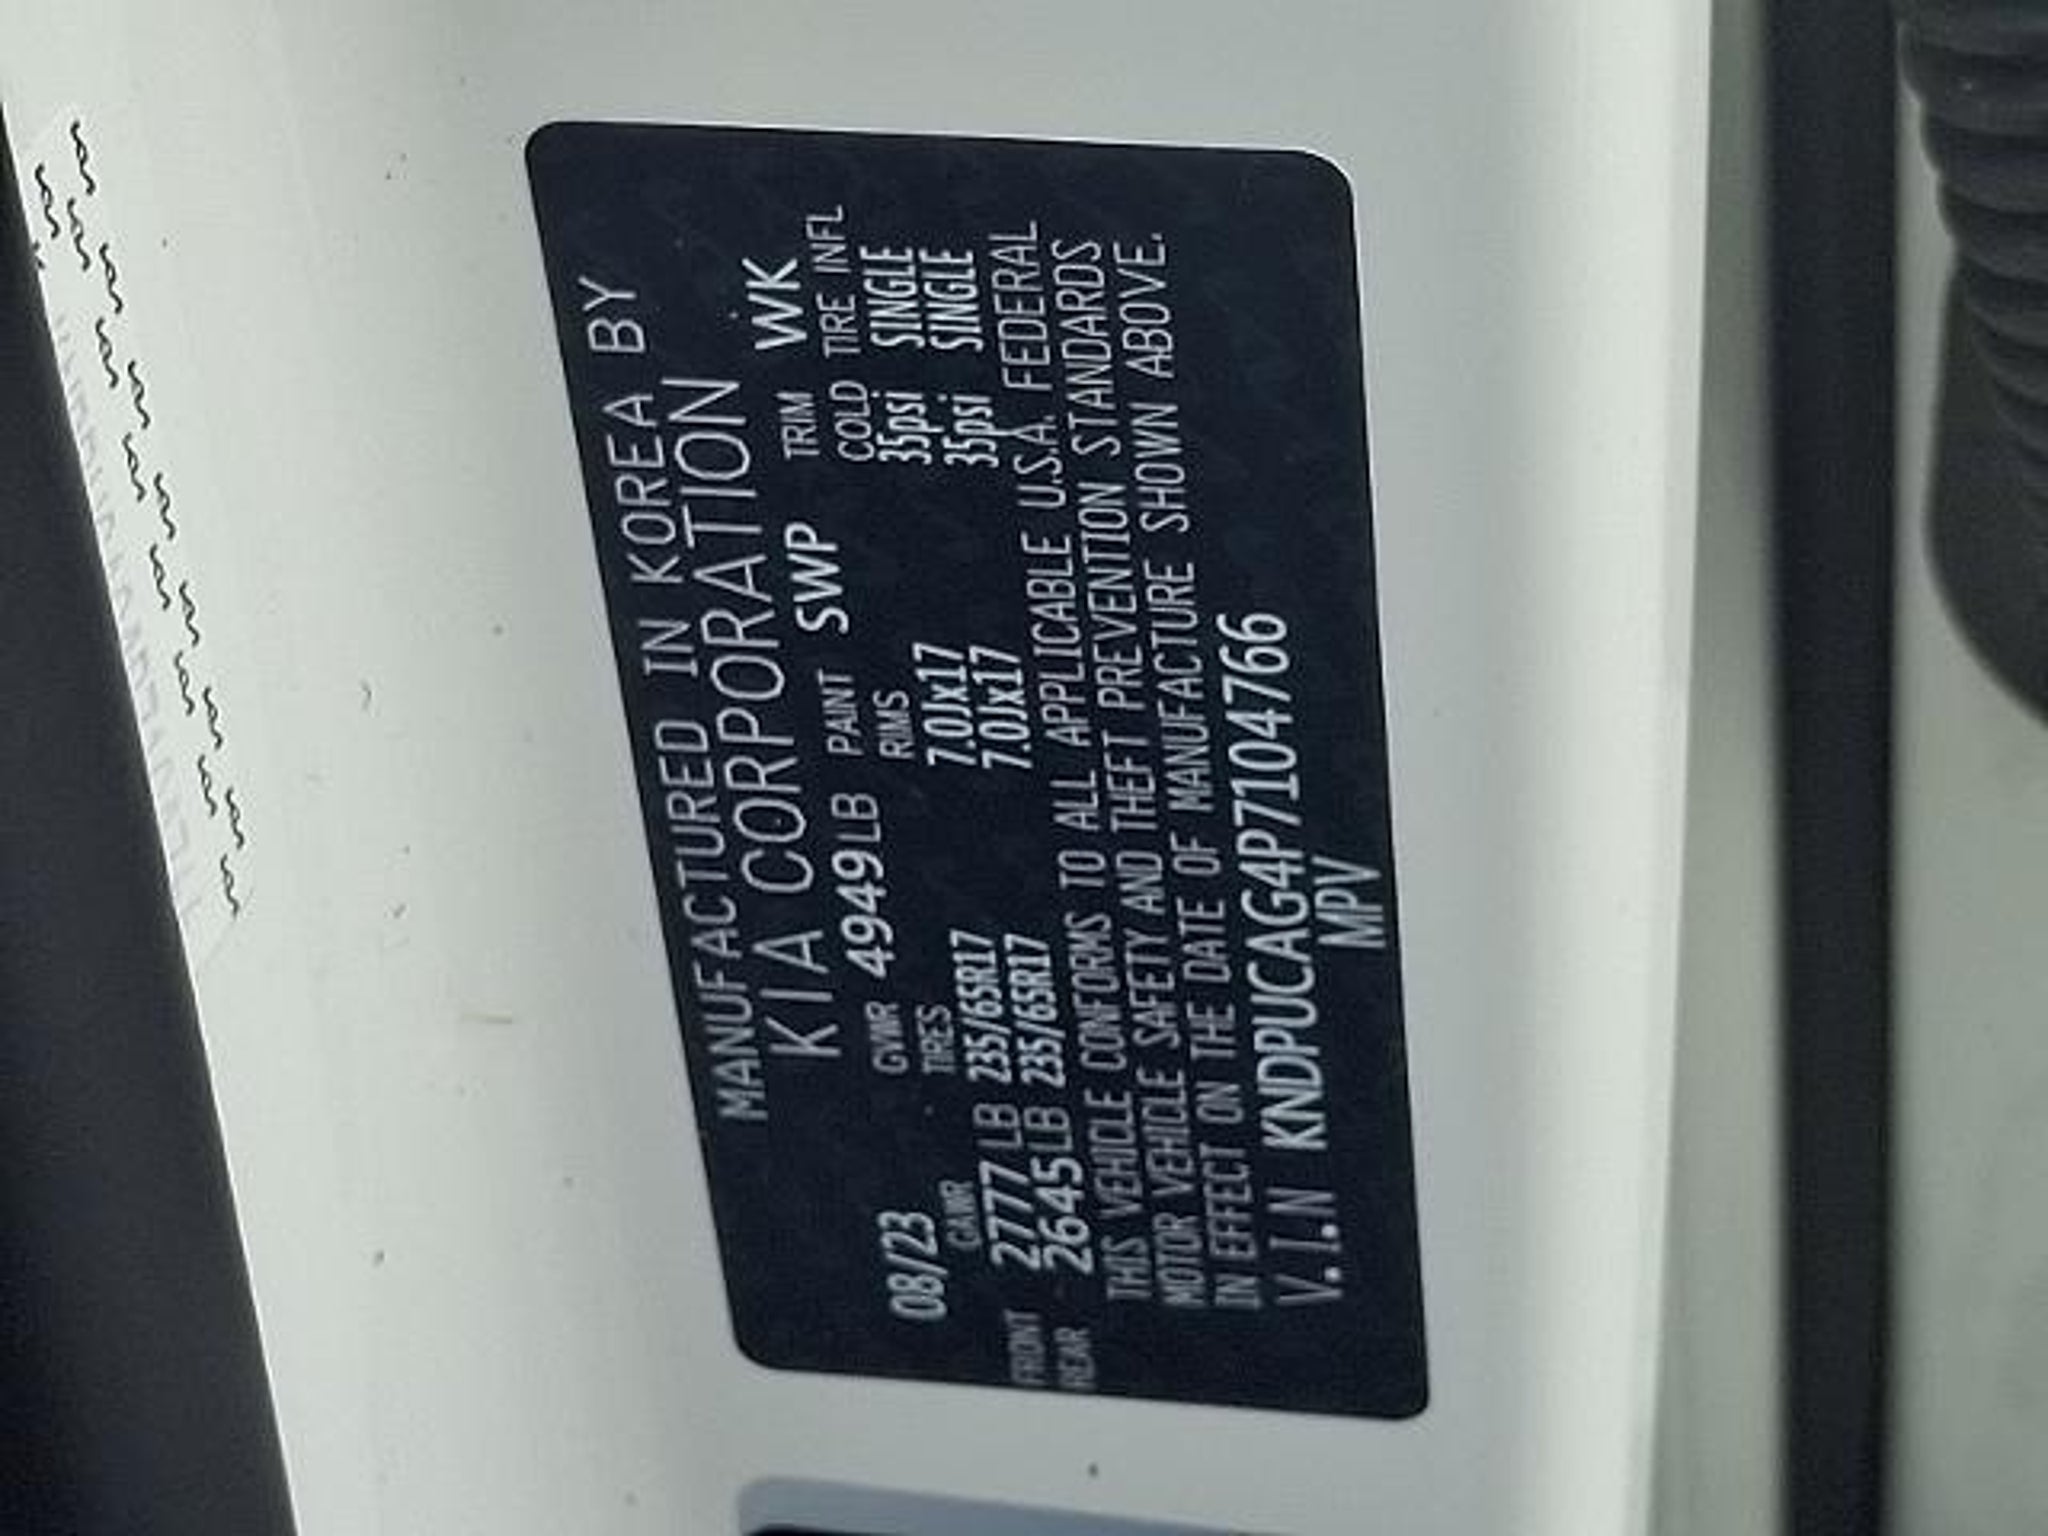 MANUFACTURED IN KOREA BY
KIA CORPORATION
08/23 GVWR 4949LB PAINT SWP TRIM WK
GAWR TIRES RIMS COLD TIRE INFL
FRONT 2777LB 235/65R17 7.0Jx17 35psi SINGLE
REAR 2645LB 235/65R17 7.0Jx17 35psi SINGLE
THIS VEHICLE CONFORMS TO ALL APPLICABLE U.S.A. FEDERAL
MOTOR VEHICLE SAFETY AND THEFT PREVENTION STANDARDS
IN EFFECT ON THE DATE OF MANUFACTURE SHOWN ABOVE.
V.I.N KNDPUCAG4P7104766
MPV